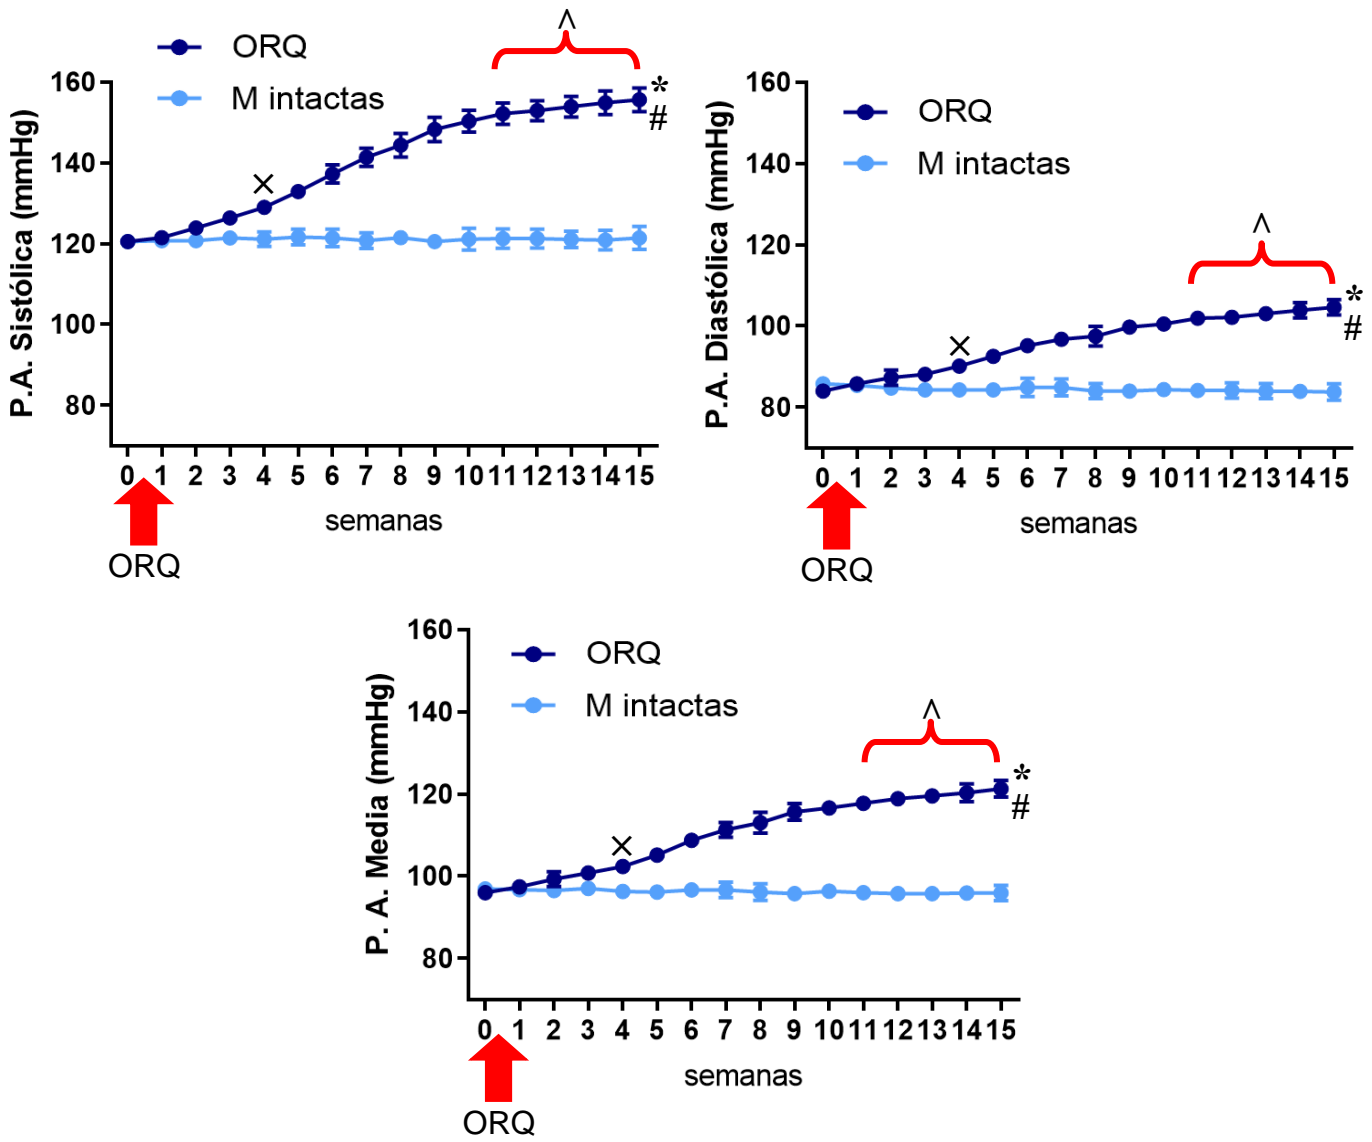 ^
ORQ
M intactas
P.A. Sistólica (mmHg)
160
140
120
100
80
×
*
#
0 1 2 3 4 5 6 7 8 9 10 11 12 13 14 15
semanas
ORQ
ORQ
M intactas
P.A. Diastólica (mmHg)
160
140
120
100
80
^
×
*
#
0 1 2 3 4 5 6 7 8 9 10 11 12 13 14 15
semanas
ORQ
ORQ
M intactas
P. A. Media (mmHg)
160
140
120
100
80
^
×
*
#
0 1 2 3 4 5 6 7 8 9 10 11 12 13 14 15
semanas
ORQ